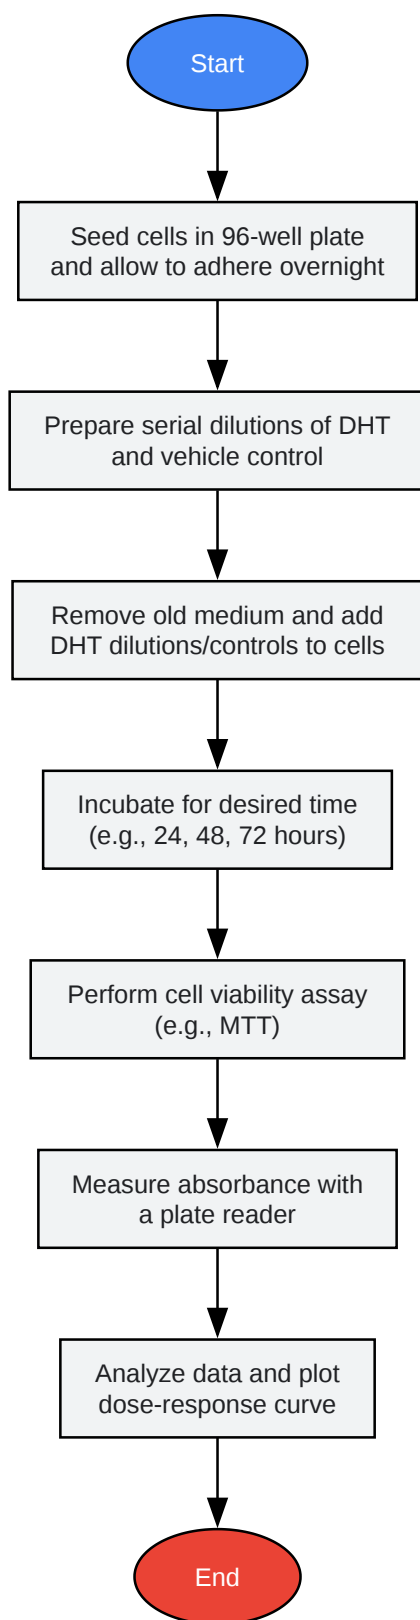 Start
Seed cells in 96-well plate
and allow to adhere overnight
Prepare serial dilutions of DHT
and vehicle control
Remove old medium and add
DHT dilutions/controls to cells
Incubate for desired time
(e.g., 24, 48, 72 hours)
Perform cell viability assay
(e.g., MTT)
Measure absorbance with
a plate reader
Analyze data and plot
dose-response curve
End